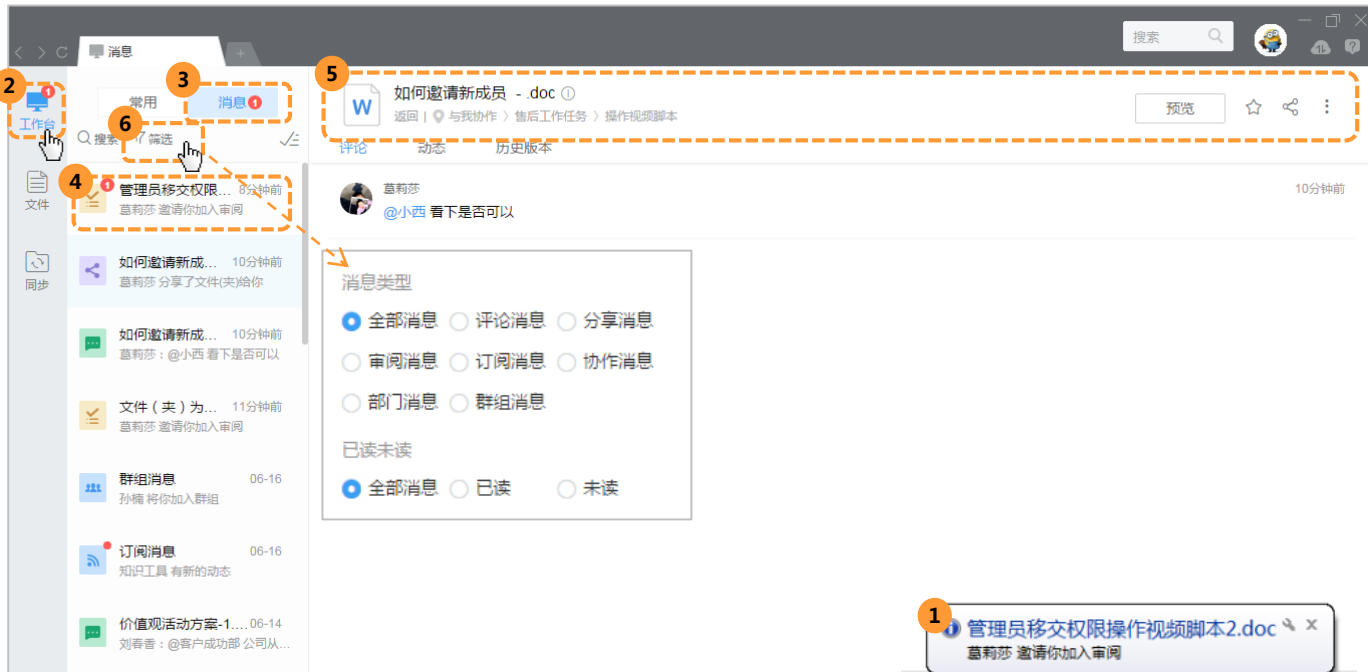 消息
搜索
2
1
工作台
文件
同步
3
常用
消息 1
搜索
6
筛选
4
1
管理员移交权限... 8分钟前
葛莉莎 邀请你加入审阅
如何邀请新成... 10分钟前
葛莉莎 分享了文件(夹)给你
如何邀请新成... 10分钟前
葛莉莎：@小西 看下是否可以
文件（夹）为... 11分钟前
葛莉莎 邀请你加入审阅
群组消息 06-16
孙楠 将你加入群组
订阅消息 06-16
知识工具 有新的动态
价值观活动方案-1.... 06-14
刘春香：@客户成功部 公司从...
5
W
如何邀请新成员 - .doc
返回 | 与我协作 〉售后工作任务 〉操作视频脚本
预览
评论 动态 历史版本
葛莉莎 10分钟前
@小西 看下是否可以
消息类型
全部消息 评论消息 分享消息
审阅消息 订阅消息 协作消息
部门消息 群组消息
已读未读
全部消息 已读 未读
1
管理员移交权限操作视频脚本2.doc
葛莉莎 邀请你加入审阅